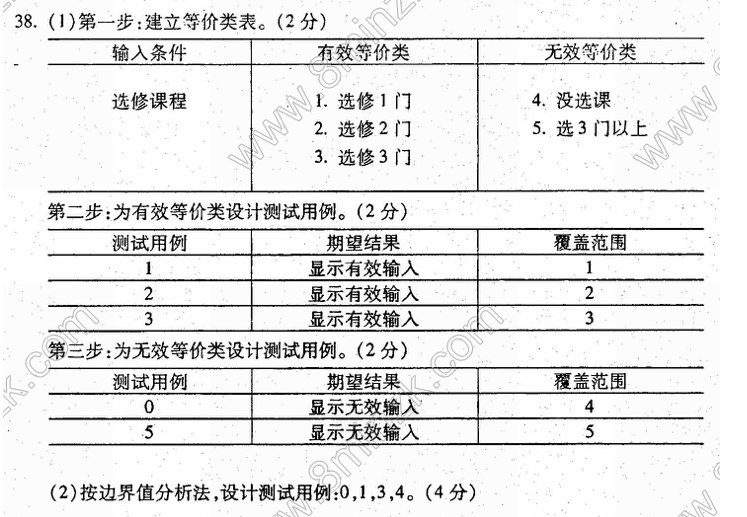 38. (1)第一步:建立等价类表。(2 分)
输入条件 有效等价类 无效等价类
选修课程 1. 选修 1 门 4. 没选课
2. 选修 2 门 5. 选 3 门以上
3. 选修 3 门
第二步:为有效等价类设计测试用例。(2 分)
测试用例 期望结果 覆盖范围
1 显示有效输入 1
2 显示有效输入 2
3 显示有效输入 3
第三步:为无效等价类设计测试用例。(2 分)
测试用例 期望结果 覆盖范围
0 显示无效输入 4
5 显示无效输入 5
(2)按边界值分析法,设计测试用例:0,1,3,4。(4 分)